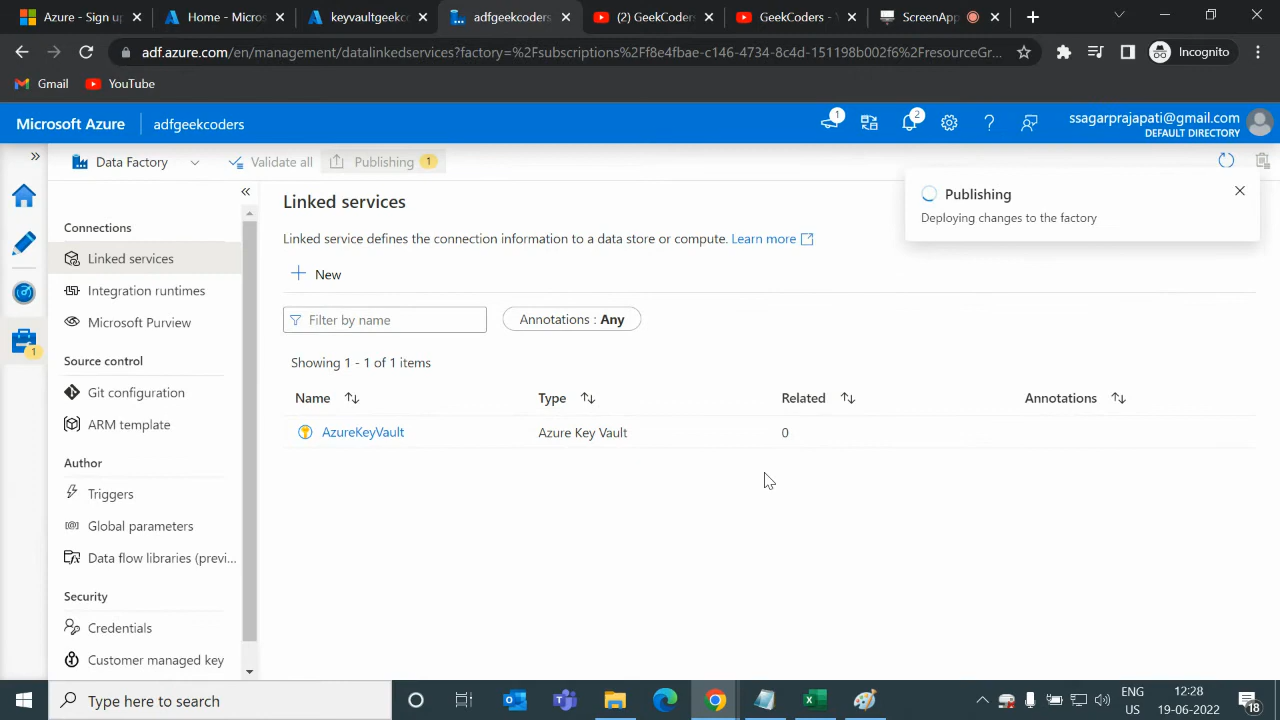 Azure - Sign up
Home - Micros
keyvaultgeekc
adfgeekcoders
(2) GeekCoder
GeekCoders - Y
ScreenApp
adf.azure.com/en/management/datalinkedservices?factory=%2Fsubscriptions%2Ff8e4fbae-c146-4734-8c4d-151198b002f6%2FresourceGr...
Incognito
Gmail
YouTube
Microsoft Azure
adfgeekcoders
1
2
ssagarprajapati@gmail.com
DEFAULT DIRECTORY
Data Factory
Validate all
Publishing 1
Publishing
Deploying changes to the factory
Connections
Linked services
Integration runtimes
Microsoft Purview
Source control
Git configuration
ARM template
Author
Triggers
Global parameters
Data flow libraries (previ...
Security
Credentials
Customer managed key
1
Linked services
Linked service defines the connection information to a data store or compute. Learn more
New
Filter by name
Annotations : Any
Showing 1 - 1 of 1 items
Name Type Related Annotations
AzureKeyVault Azure Key Vault 0
Type here to search
ENG
US
12:28
19-06-2022
18